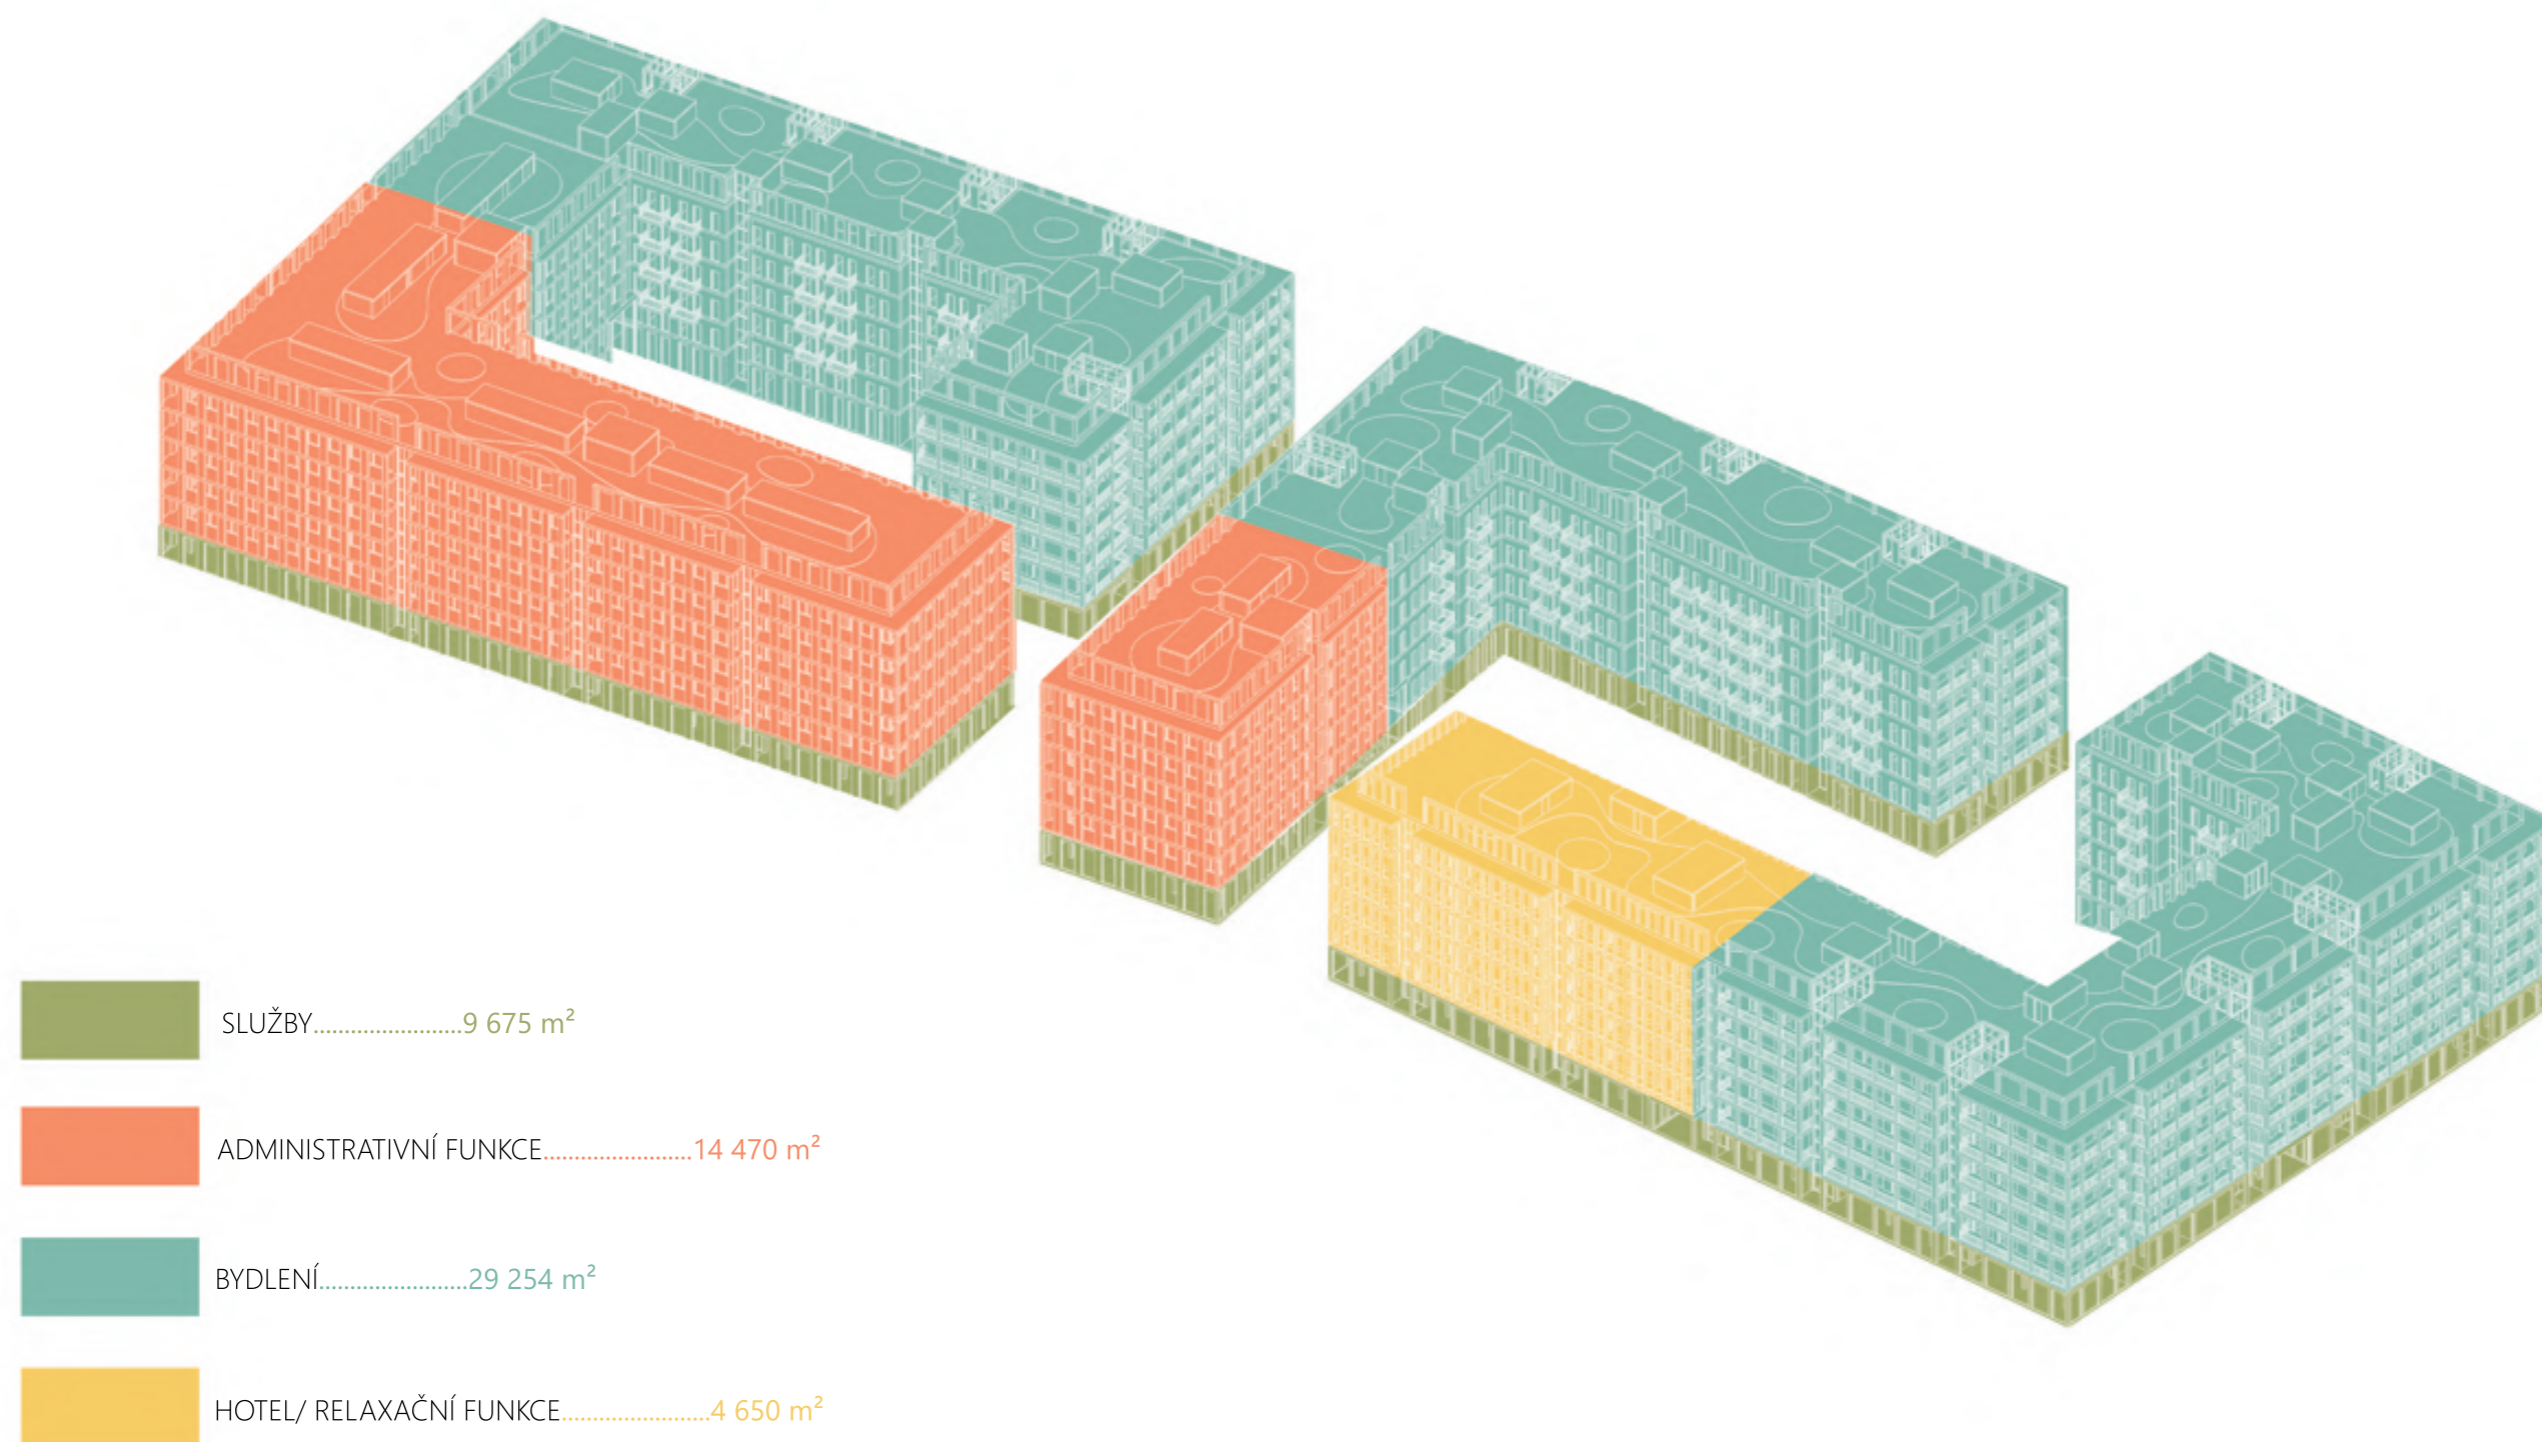 SLUŽBY........................9 675 m²
ADMINISTRATIVNÍ FUNKCE........................14 470 m²
BYDLENÍ........................29 254 m²
HOTEL/ RELAXAČNÍ FUNKCE........................4 650 m²